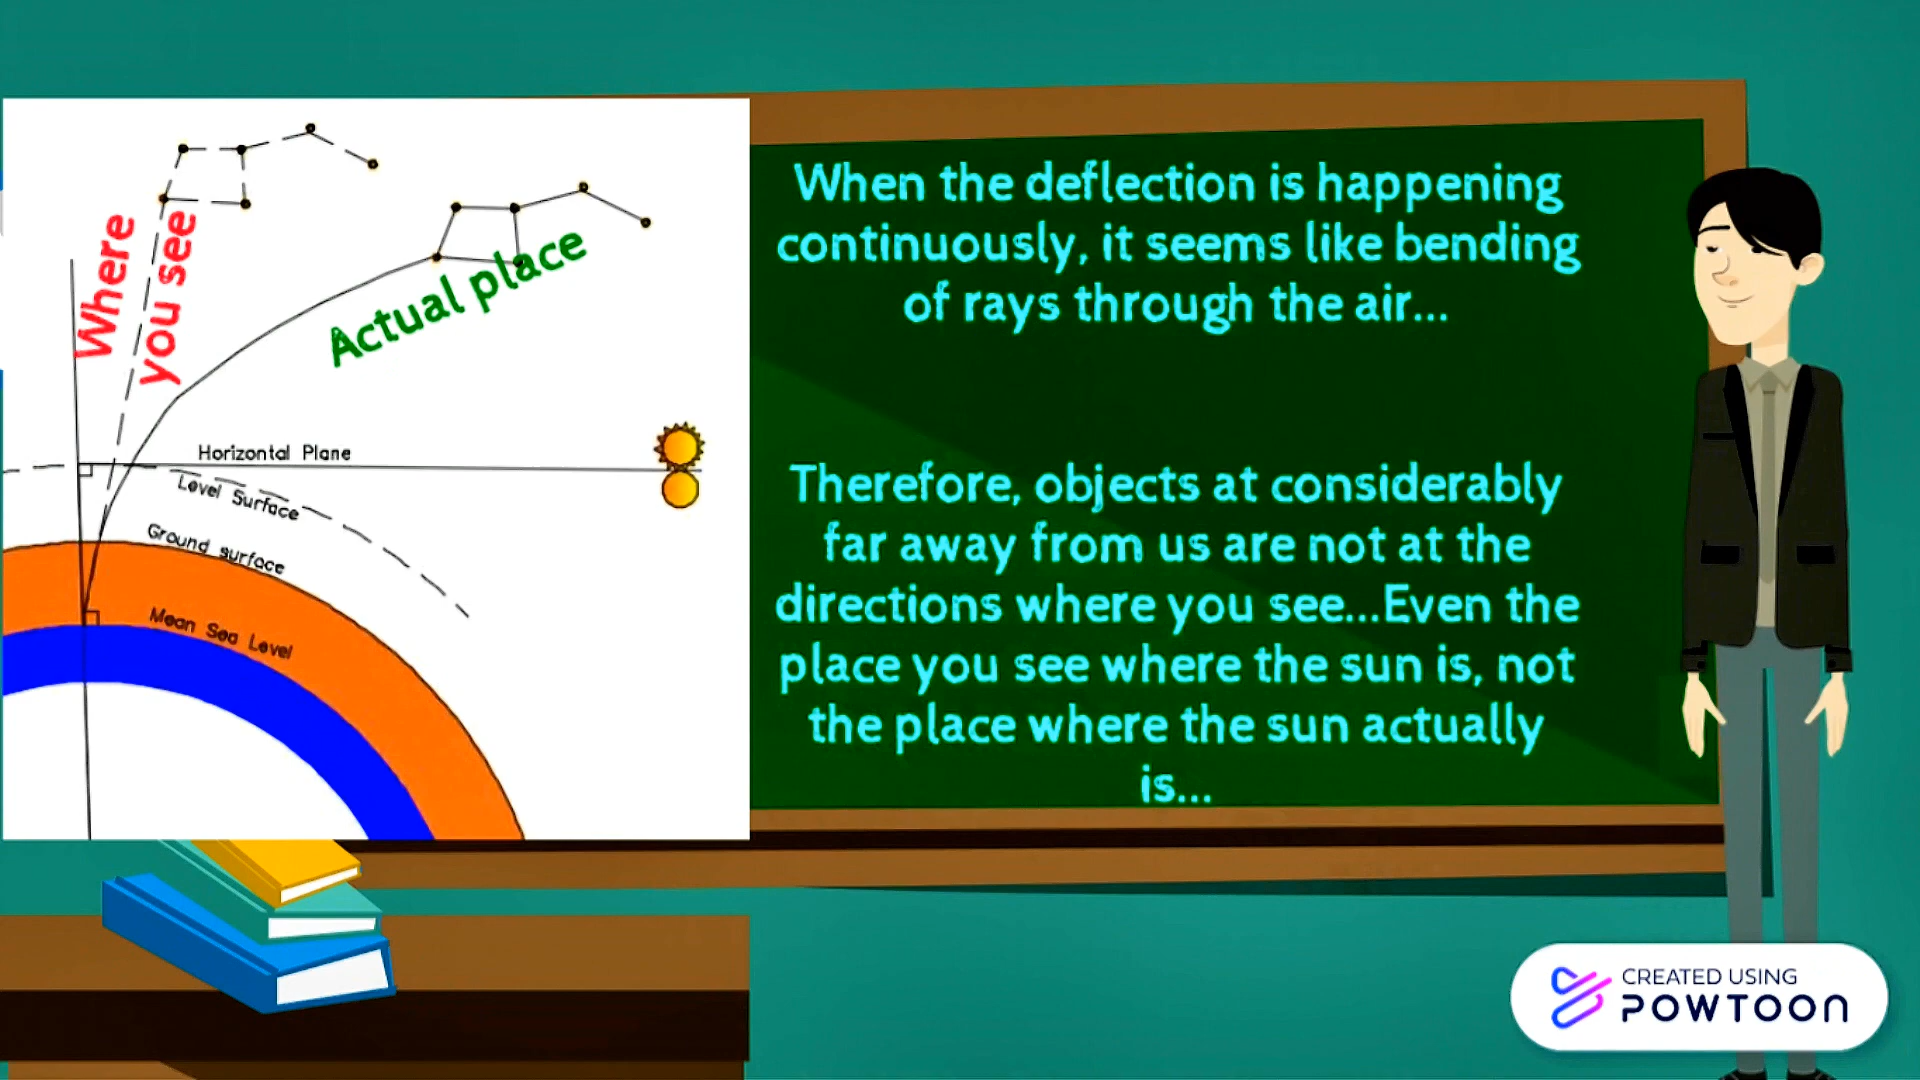 Where
you see
Actual place
Horizontal Plane
Level Surface
Ground surface
Mean Sea Level
When the deflection is happening
continuously, it seems like bending
of rays through the air...
Therefore, objects at considerably
far away from us are not at the
directions where you see...Even the
place you see where the sun is, not
the place where the sun actually
is...
CREATED USING
POWTOON